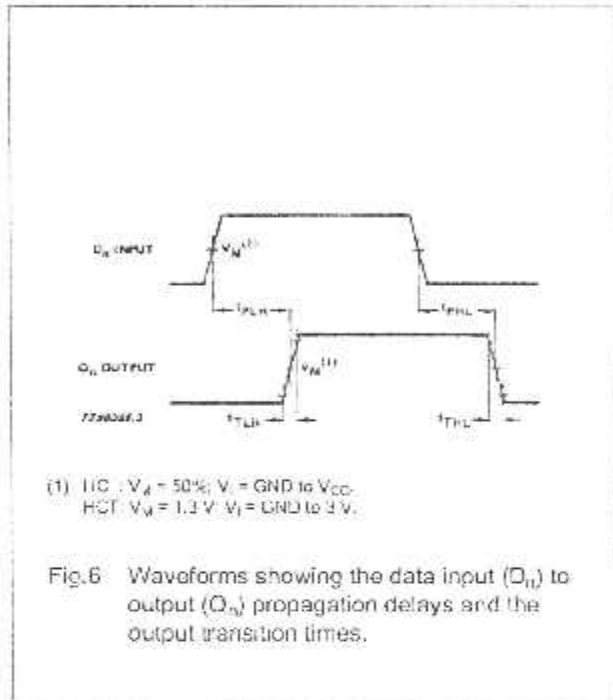 Dn INPUT
VM(1)
tPLH
tPHL
Qn OUTPUT
VM(1)
tTLH
tTHL
(1) HC : VM = 50%; VI = GND to VCC.
HCT: VM = 1.3 V; VI = GND to 3 V.
Fig.6 Waveforms showing the data input (Dn) to
output (Qn) propagation delays and the
output transition times.